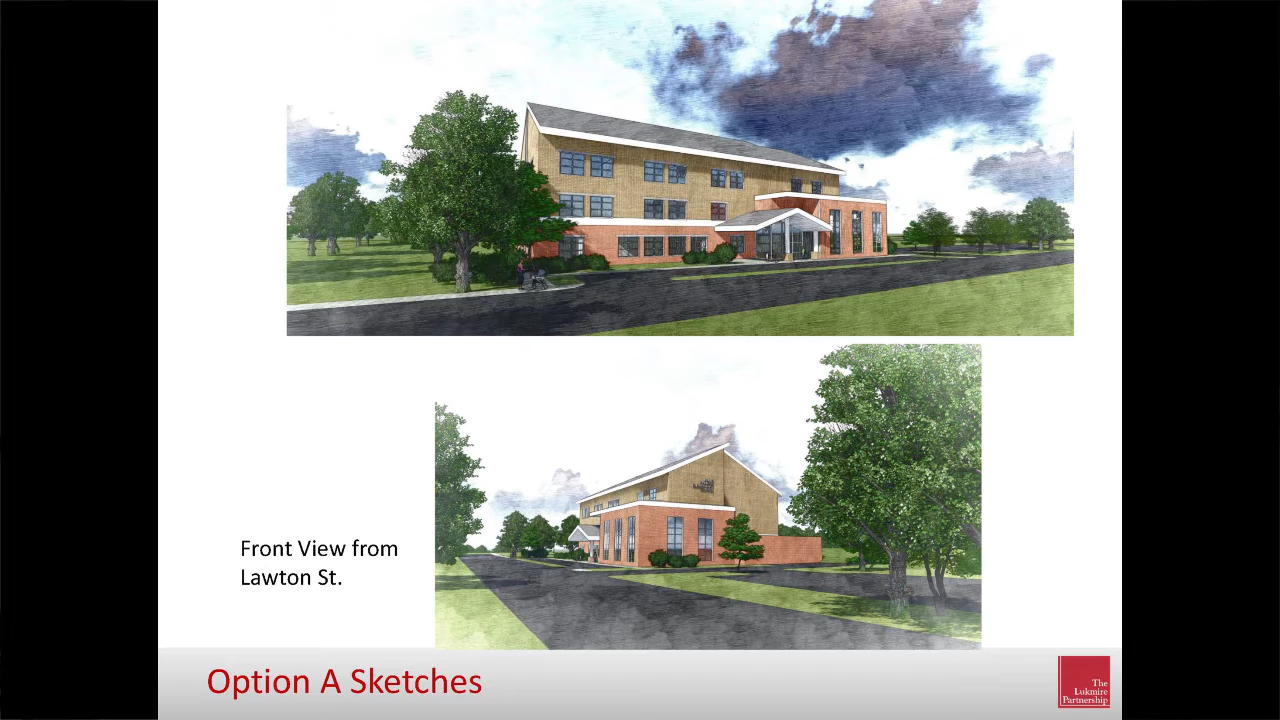 Front View from
Lawton St.
Option A Sketches
The
Lukmire
Partnership